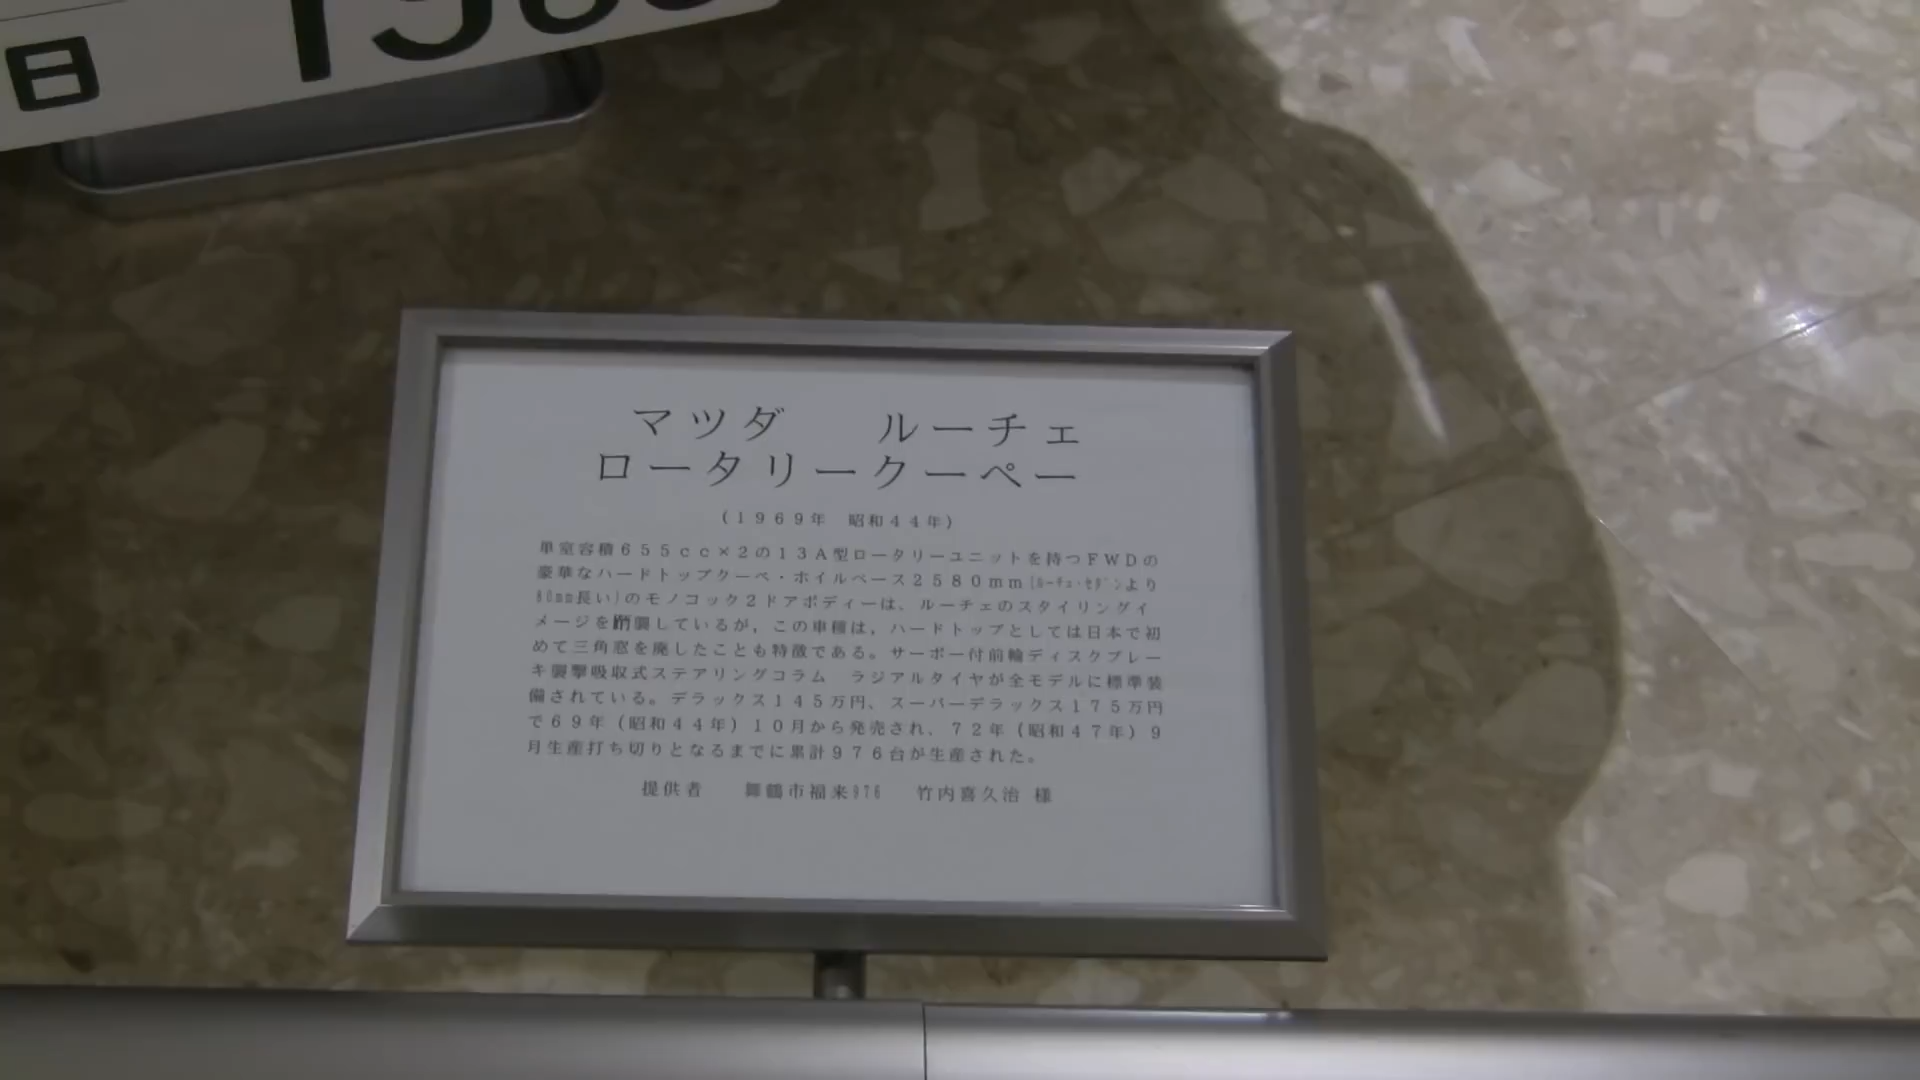 日
マツダ　ルーチェ
ロータリークーペー
(1969年　昭和44年)
単室容積655cc×2の13A型ロータリーユニットを持つFWDの
豪華なハードトップクーペ・ホイルベース2580mm(ルーチェ・セダンより
80mm長い)のモノコック2ドアボディーは、ルーチェのスタイリングイ
メージを踏襲しているが，この車種は，ハードトップとしては日本で初
めて三角窓を廃したことも特徴である。サーボー付前輪ディスクブレー
キ襲撃吸取式ステアリングコラム　ラジアルタイヤが全モデルに標準装
備されている。デラックス145万円、スーパーデラックス175万円
で69年（昭和44年）10月から発売され、72年（昭和47年）9
月生産打ち切りとなるまでに累計976台が生産された。
提供者　舞鶴市福来976　竹内喜久治 様